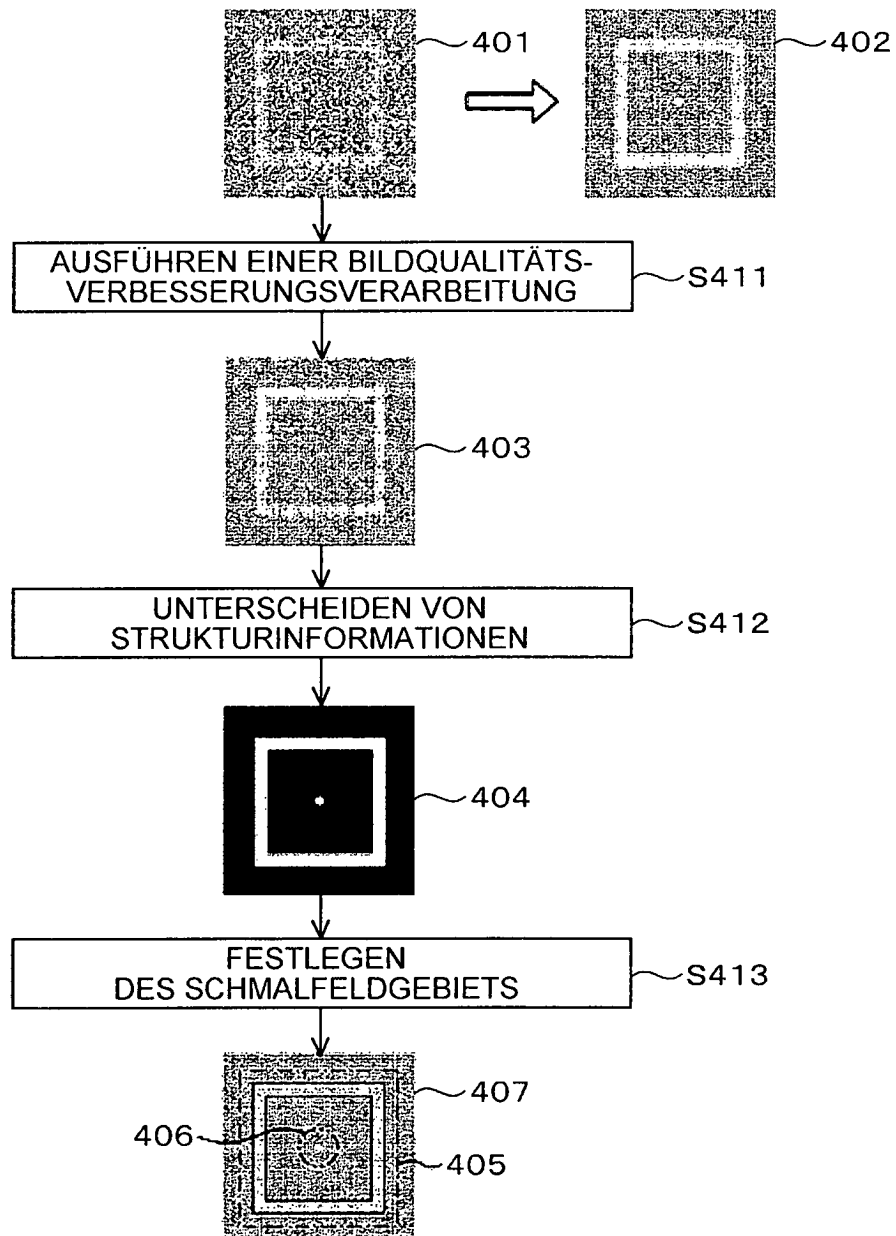 401
402
AUSFÜHREN EINER BILDQUALITÄTS-
VERBESSERUNGSVERARBEITUNG
S411
403
UNTERSCHEIDEN VON
STRUKTURINFORMATIONEN
S412
404
FESTLEGEN
DES SCHMALFELDGEBIETS
S413
407
406
405